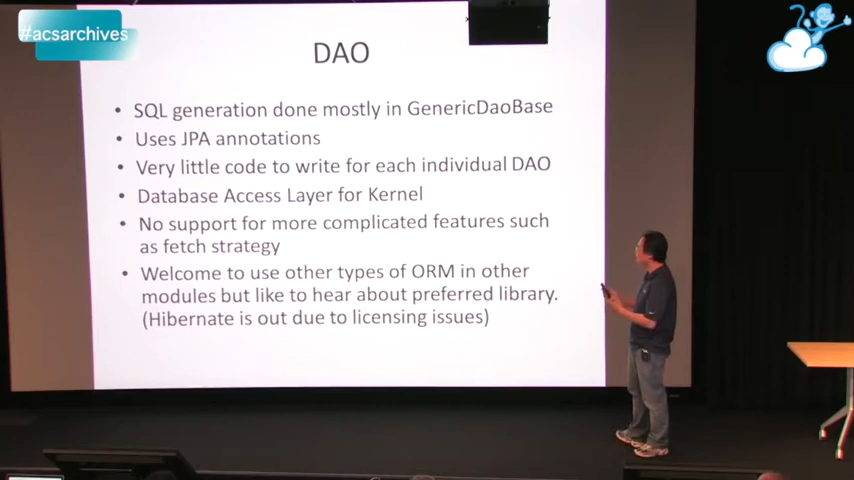 #acsarchives
DAO
• SQL generation done mostly in GenericDaoBase
• Uses JPA annotations
• Very little code to write for each individual DAO
• Database Access Layer for Kernel
• No support for more complicated features such
as fetch strategy
• Welcome to use other types of ORM in other
modules but like to hear about preferred library.
(Hibernate is out due to licensing issues)